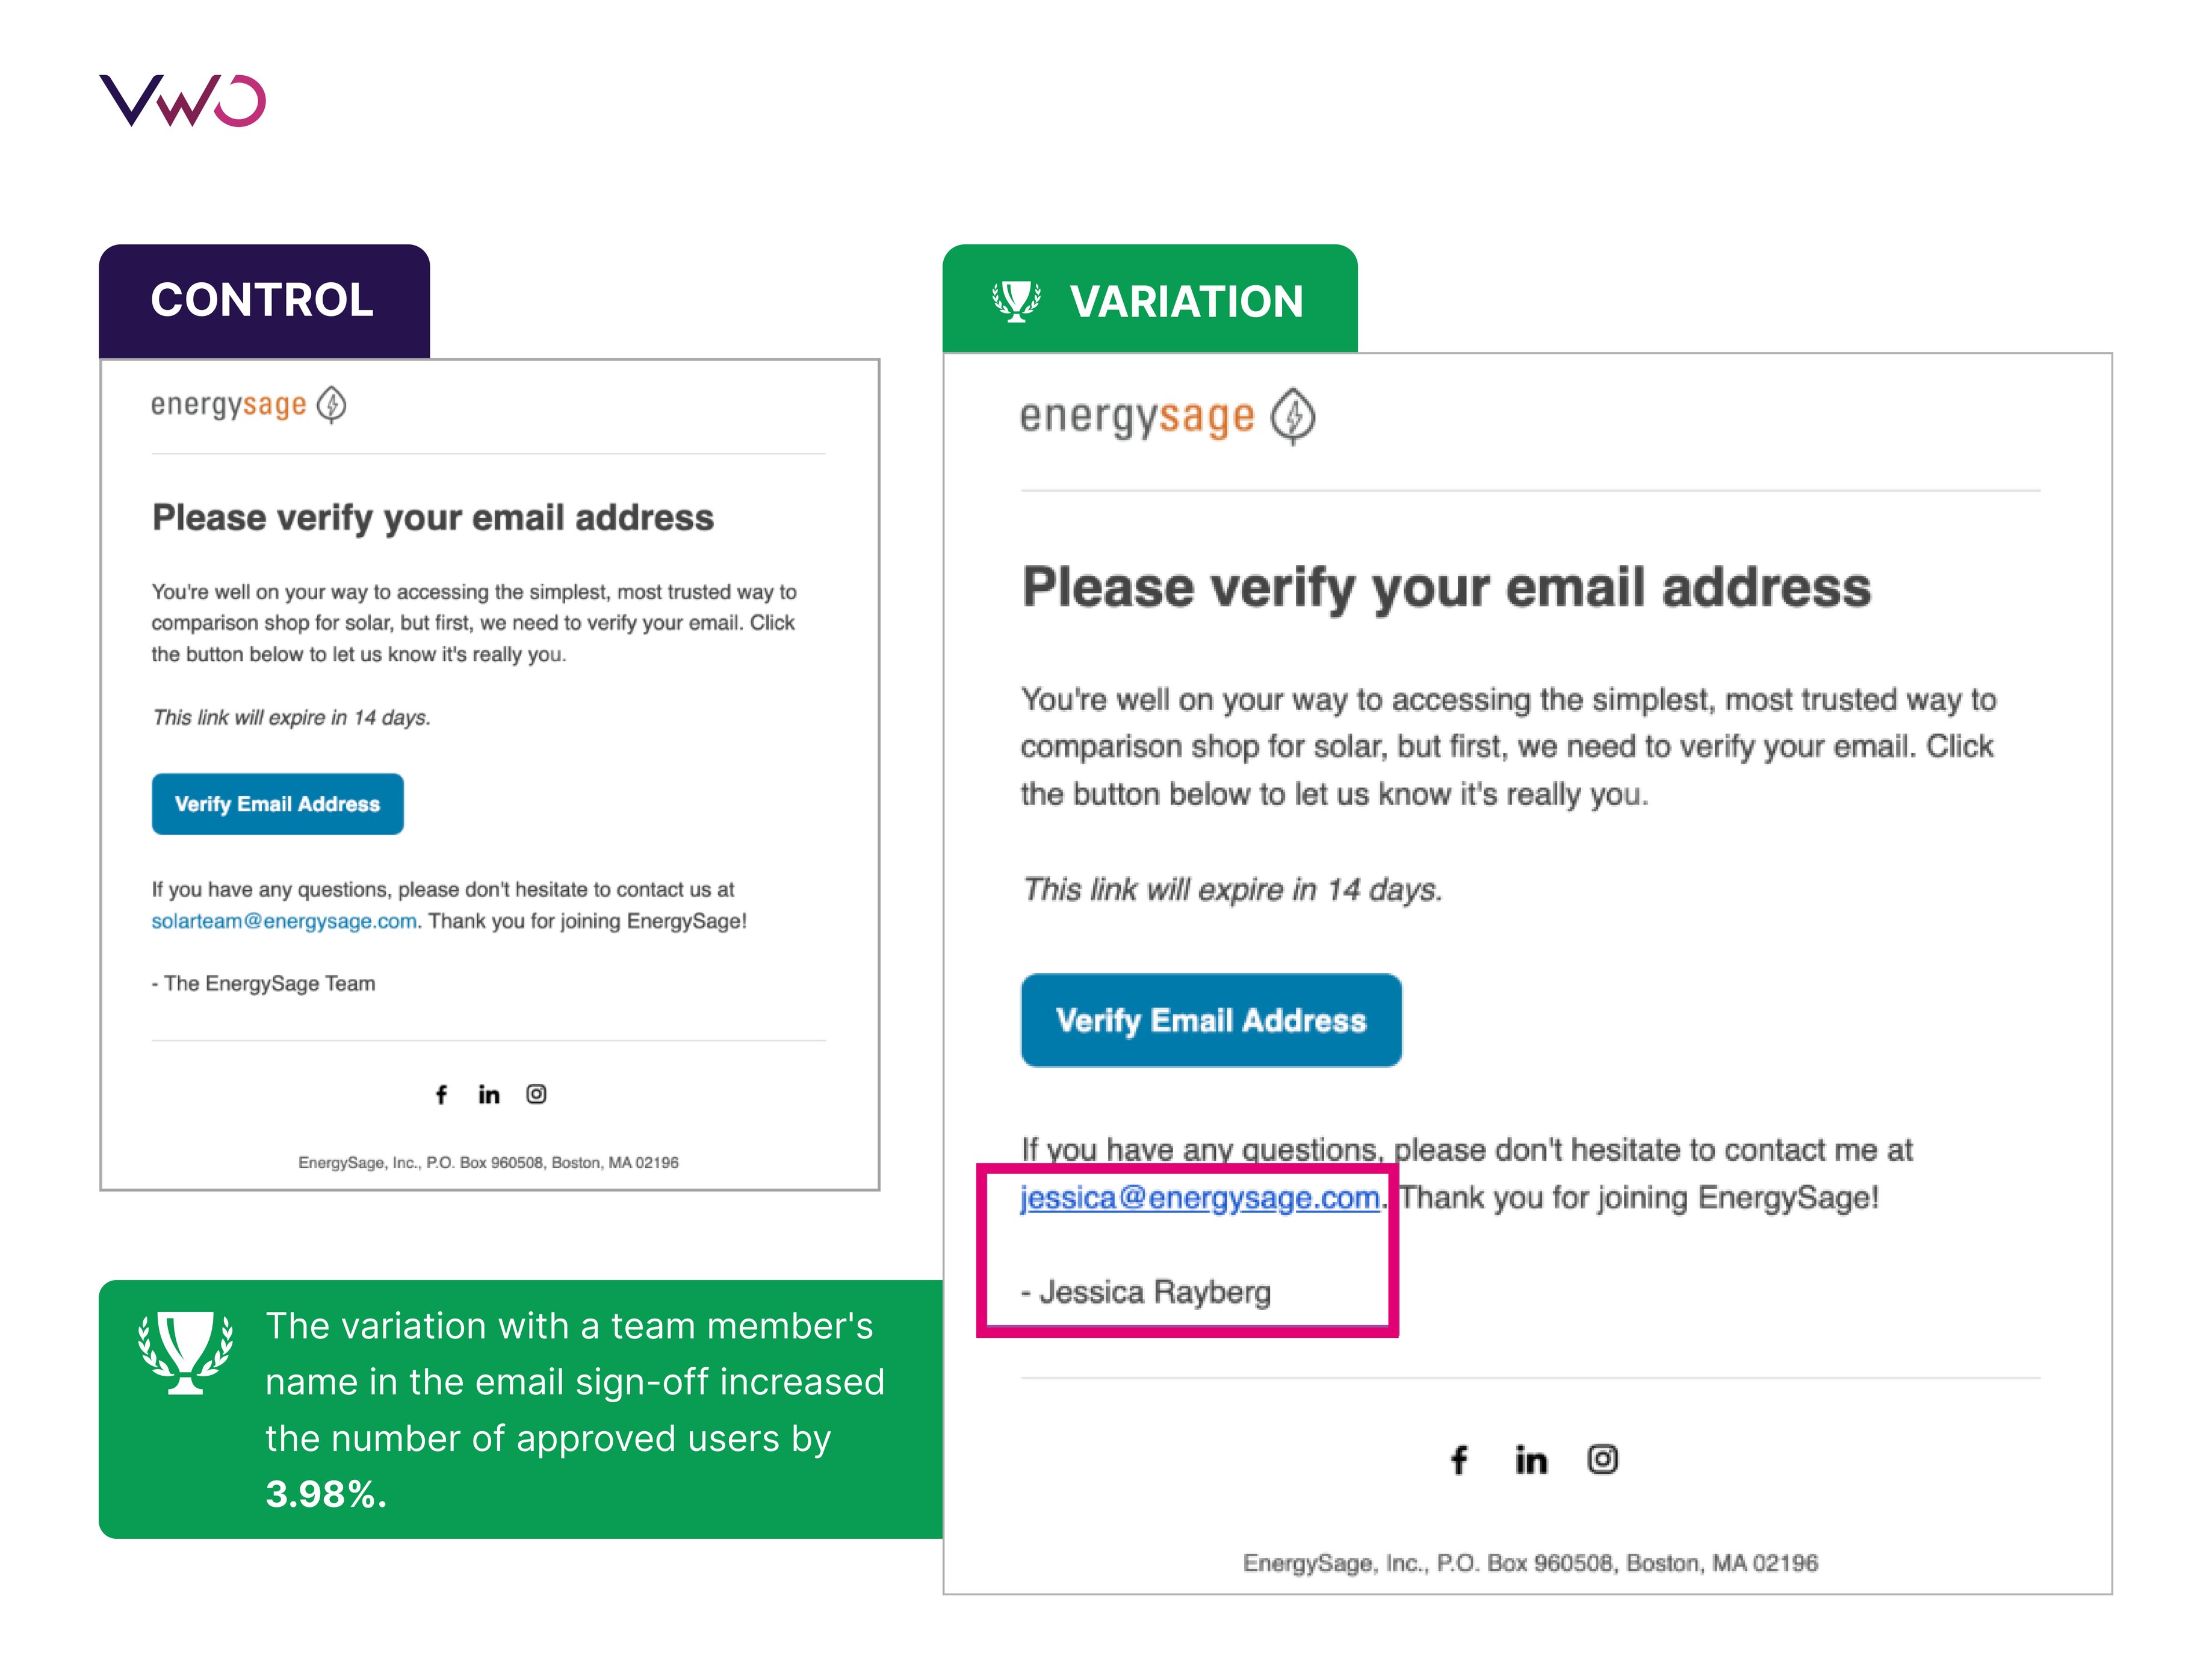 VWO
CONTROL
energysage
Please verify your email address
You're well on your way to accessing the simplest, most trusted way to
comparison shop for solar, but first, we need to verify your email. Click
the button below to let us know it's really you.
This link will expire in 14 days.
Verify Email Address
If you have any questions, please don't hesitate to contact us at
solarteam@energysage.com. Thank you for joining EnergySage!
- The EnergySage Team
f in
EnergySage, Inc., P.O. Box 960508, Boston, MA 02196
The variation with a team member's
name in the email sign-off increased
the number of approved users by
3.98%.
VARIATION
energysage
Please verify your email address
You're well on your way to accessing the simplest, most trusted way to
comparison shop for solar, but first, we need to verify your email. Click
the button below to let us know it's really you.
This link will expire in 14 days.
Verify Email Address
If you have any questions, please don't hesitate to contact me at
jessica@energysage.com. Thank you for joining EnergySage!
- Jessica Rayberg
f in
EnergySage, Inc., P.O. Box 960508, Boston, MA 02196